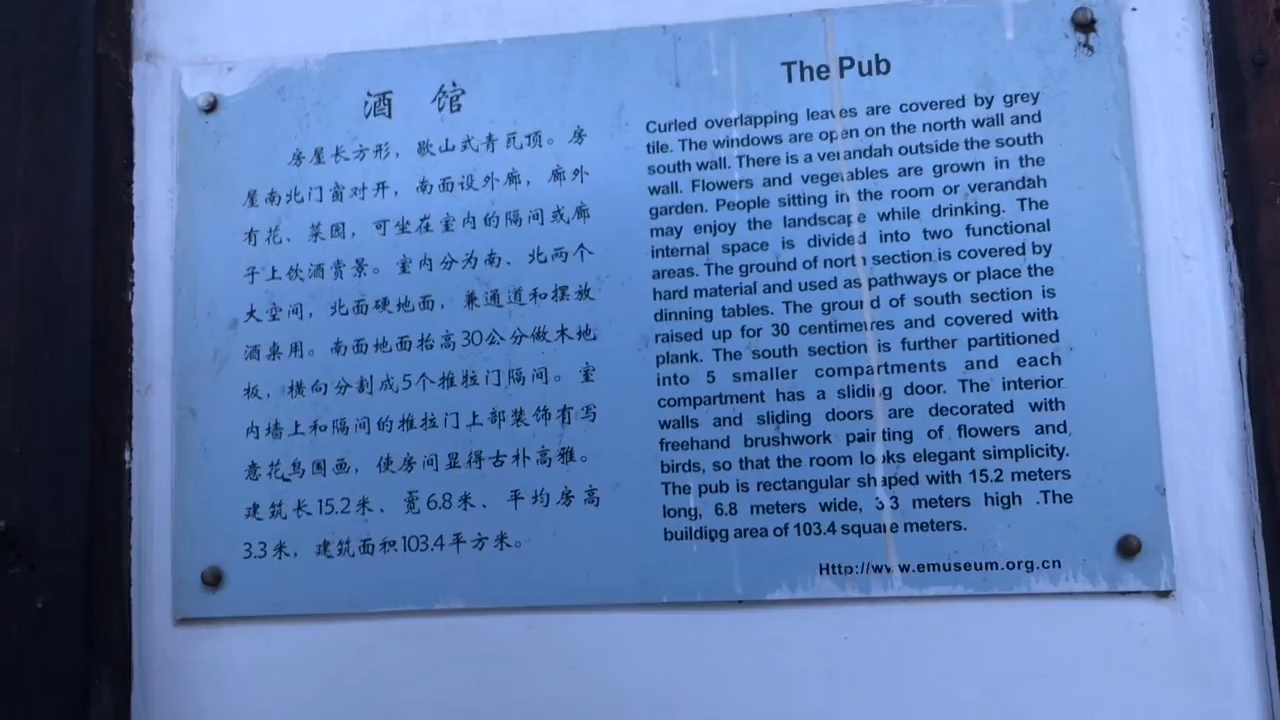 酒 馆
房屋长方形，歇山式青瓦顶。房
屋南北门窗对开，南面设外廊，廊外
有花、菜园，可坐在室内的隔间或廊
子上饮酒赏景。室内分为南、北两个
大空间，北面硬地面，兼通道和摆放
酒桌用。南面地面抬高30公分做木地
板，横向分割成5个推拉门隔间。室
内墙上和隔间的推拉门上部装饰有写
意花鸟国画，使房间显得古朴高雅。
建筑长15.2米、宽6.8米、平均房高
3.3米，建筑面积103.4平方米。
The Pub
Curled overlapping leaves are covered by grey
tile. The windows are open on the north wall and
south wall. There is a verandah outside the south
wall. Flowers and vegetables are grown in the
garden. People sitting in the room or verandah
may enjoy the landscape while drinking. The
internal space is divided into two functional
areas. The ground of north section is covered by
hard material and used as pathways or place the
dinning tables. The ground of south section is
raised up for 30 centimetres and covered with
plank. The south section is further partitioned
into 5 smaller compartments and each
compartment has a sliding door. The interior
walls and sliding doors are decorated with
freehand brushwork painting of flowers and,
birds, so that the room looks elegant simplicity.
The pub is rectangular shaped with 15.2 meters
long, 6.8 meters wide, 3.3 meters high .The
building area of 103.4 square meters.
Http://www.emuseum.org.cn